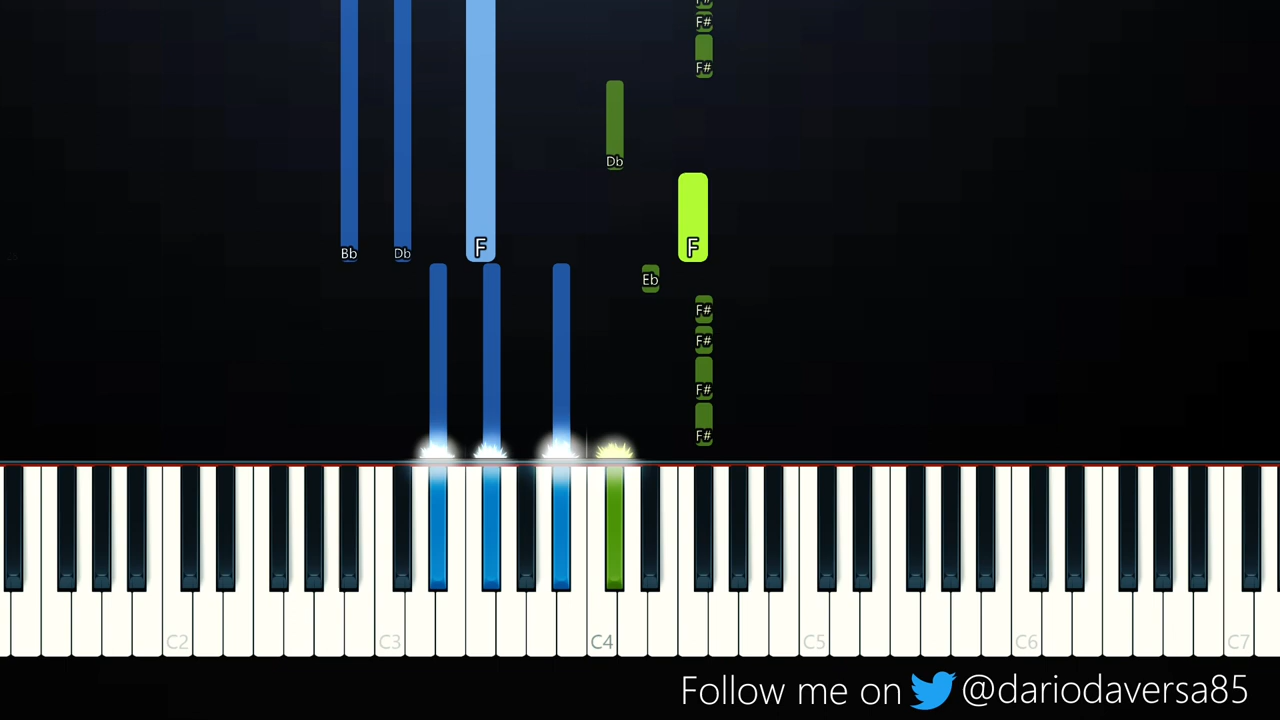 F#
F#
F#
Db
Bb Db F F
Eb
F#
F#
F#
F#
C2 C3 C4 C5 C6 C7
Follow me on @dariodaversa85